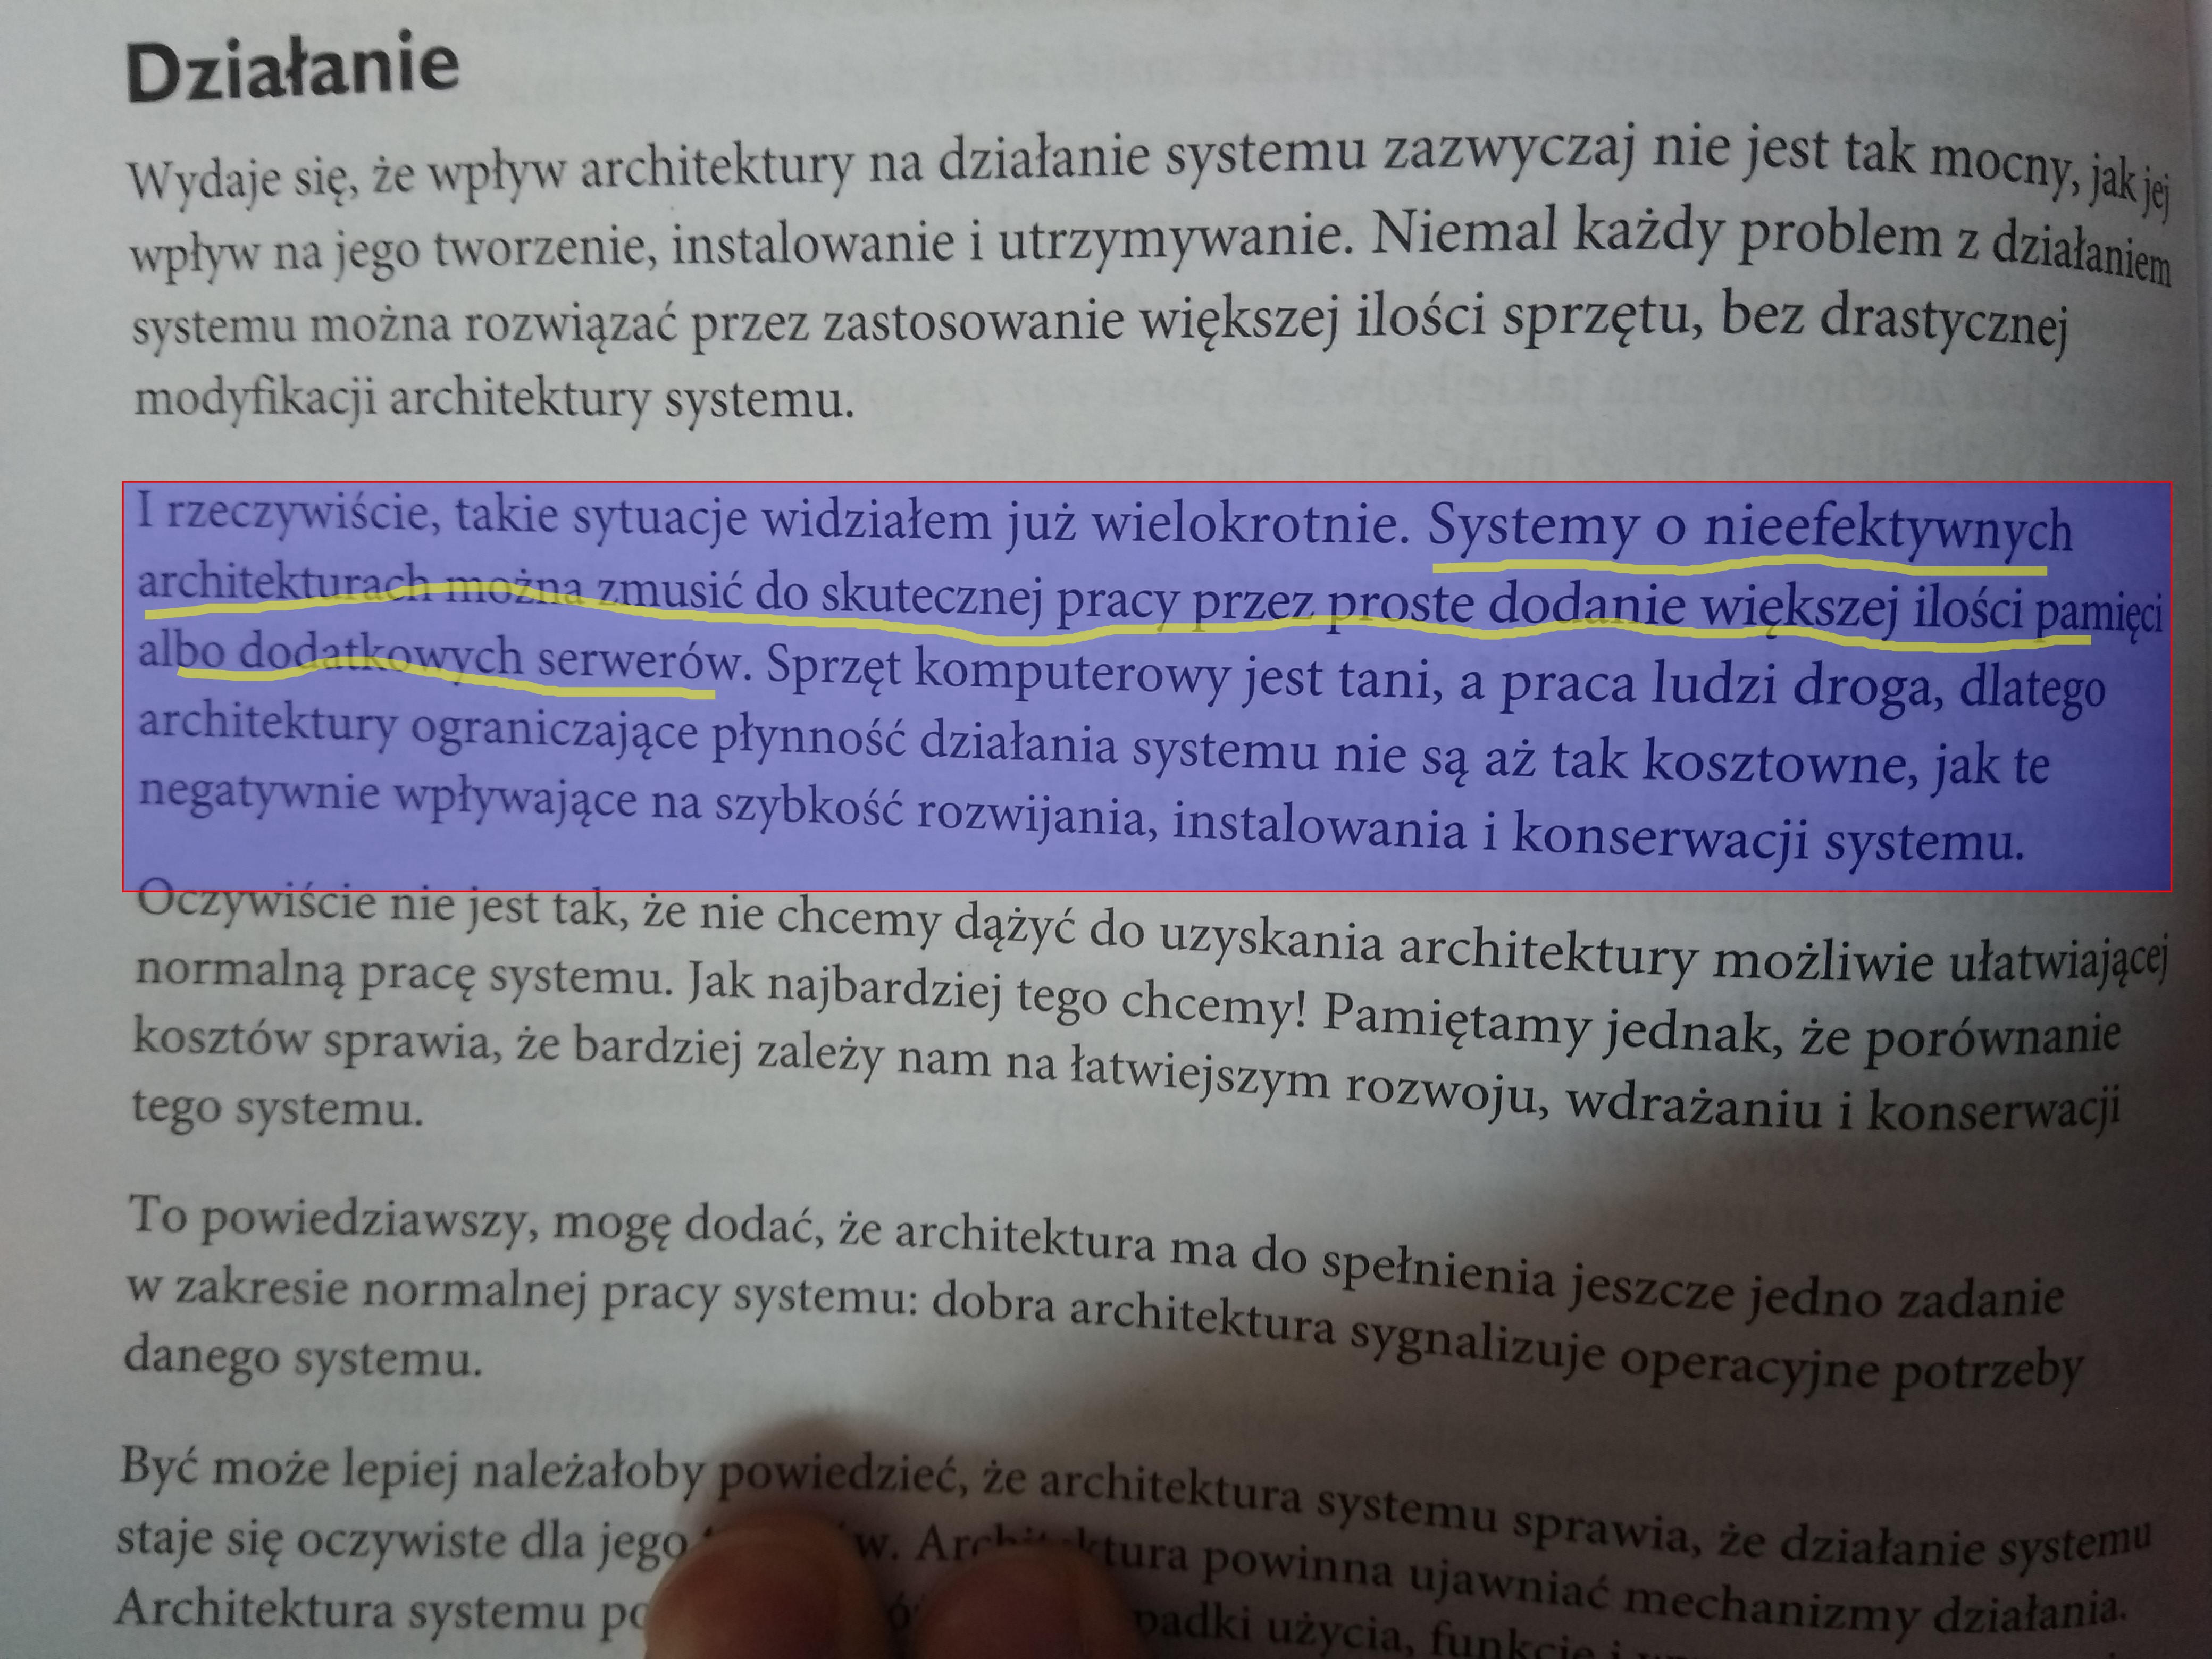 Działanie
Wydaje się, że wpływ architektury na działanie systemu zazwyczaj nie jest tak mocny, jak jej
wpływ na jego tworzenie, instalowanie i utrzymywanie. Niemal każdy problem z działaniem
systemu można rozwiązać przez zastosowanie większej ilości sprzętu, bez drastycznej
modyfikacji architektury systemu.
I rzeczywiście, takie sytuacje widziałem już wielokrotnie. Systemy o nieefektywnych
architekturach można zmusić do skutecznej pracy przez proste dodanie większej ilości pamięci
albo dodatkowych serwerów. Sprzęt komputerowy jest tani, a praca ludzi droga, dlatego
architektury ograniczające płynność działania systemu nie są aż tak kosztowne, jak te
negatywnie wpływające na szybkość rozwijania, instalowania i konserwacji systemu.
Oczywiście nie jest tak, że nie chcemy dążyć do uzyskania architektury możliwie ułatwiającej
normalną pracę systemu. Jak najbardziej tego chcemy! Pamiętamy jednak, że porównanie
kosztów sprawia, że bardziej zależy nam na łatwiejszym rozwoju, wdrażaniu i konserwacji
tego systemu.
To powiedziawszy, mogę dodać, że architektura ma do spełnienia jeszcze jedno zadanie
w zakresie normalnej pracy systemu: dobra architektura sygnalizuje operacyjne potrzeby
danego systemu.
Być może lepiej należałoby powiedzieć, że architektura systemu sprawia, że działanie systemu
staje się oczywiste dla jego Architektura powinna ujawniać mechanizmy działania.
Architektura systemu użycia, funkcje i